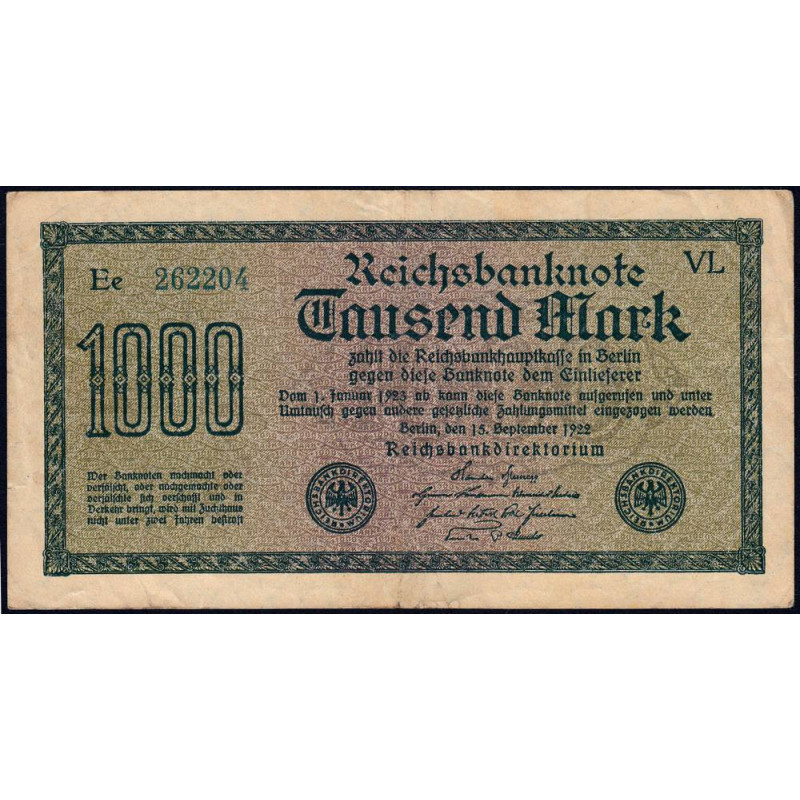 Ee 262204
VL
Reichsbanknote
Tausend Mark
1000
zahlt die Reichsbankhauptkasse in Berlin
gegen diese Banknote dem Einlieferer
Dom 1. Januar 1923 ab kann diese Banknote aufgerufen und unter
Umtausch gegen andere gesetzliche Zahlungsmittel eingezogen werden
Berlin, den 15. September 1922
Reichsbankdirektorium
Wer Banknoten nachmacht oder
verfälscht, oder nachgemachte oder
verfälschte sich verschafft und in
Verkehr bringt, wird mit Zuchthaus
nicht unter zwei Jahren bestraft
REICHSBANKDIREKTORIUM
REICHSBANKDIREKTORIUM